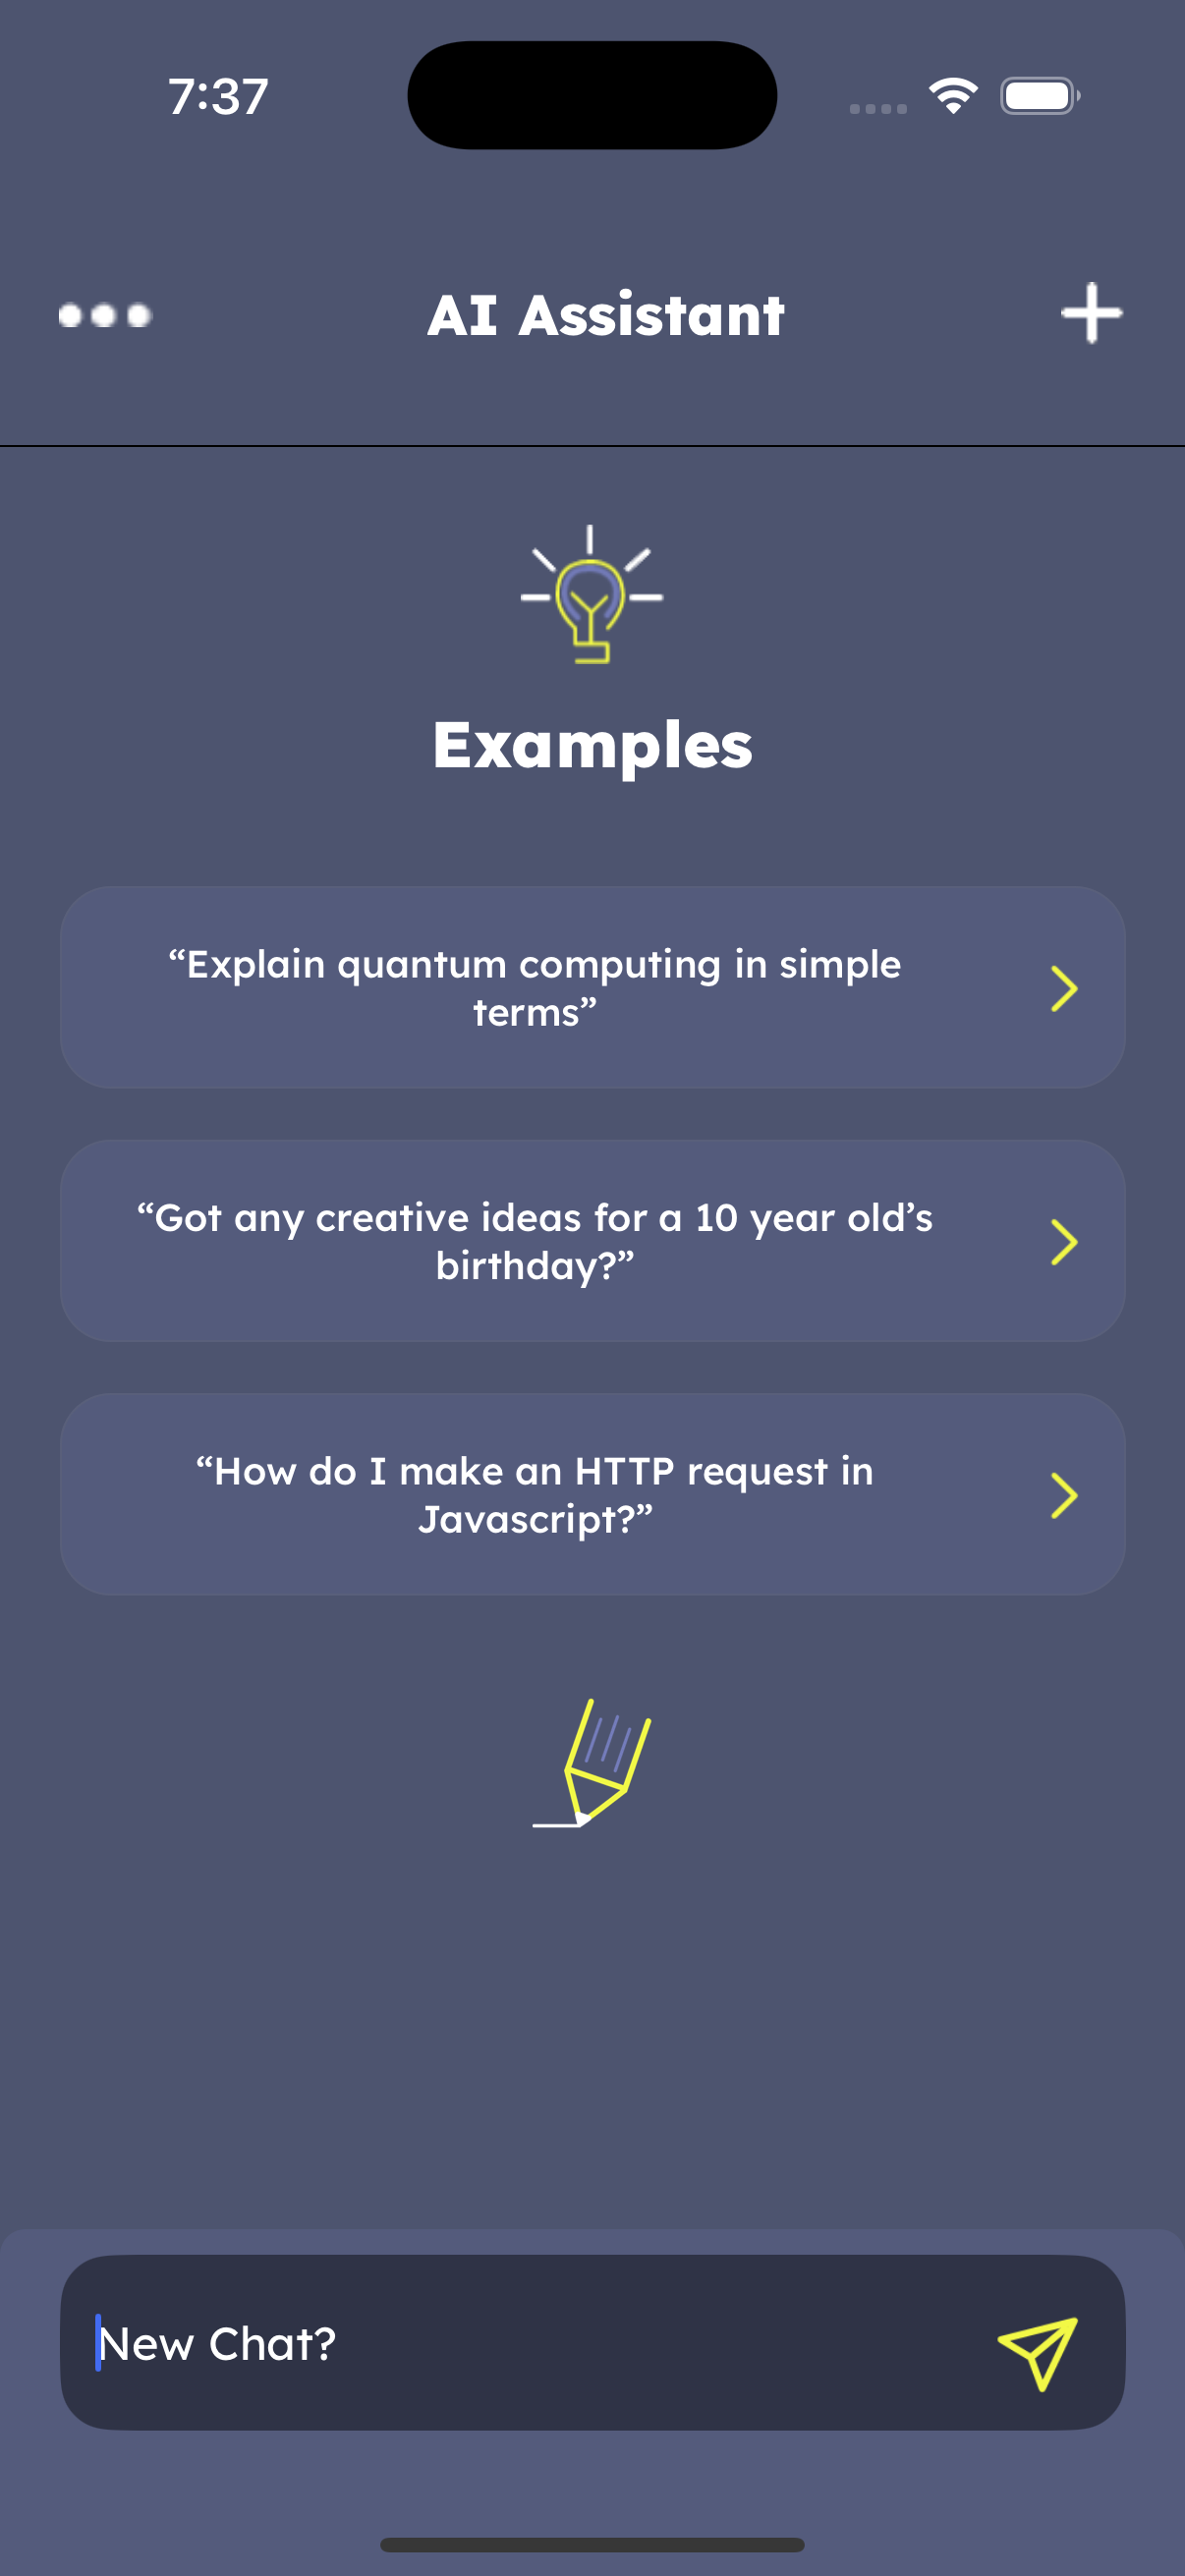 7:37
AI Assistant
Examples
“Explain quantum computing in simple
terms”
“Got any creative ideas for a 10 year old’s
birthday?”
“How do I make an HTTP request in
Javascript?”
New Chat?